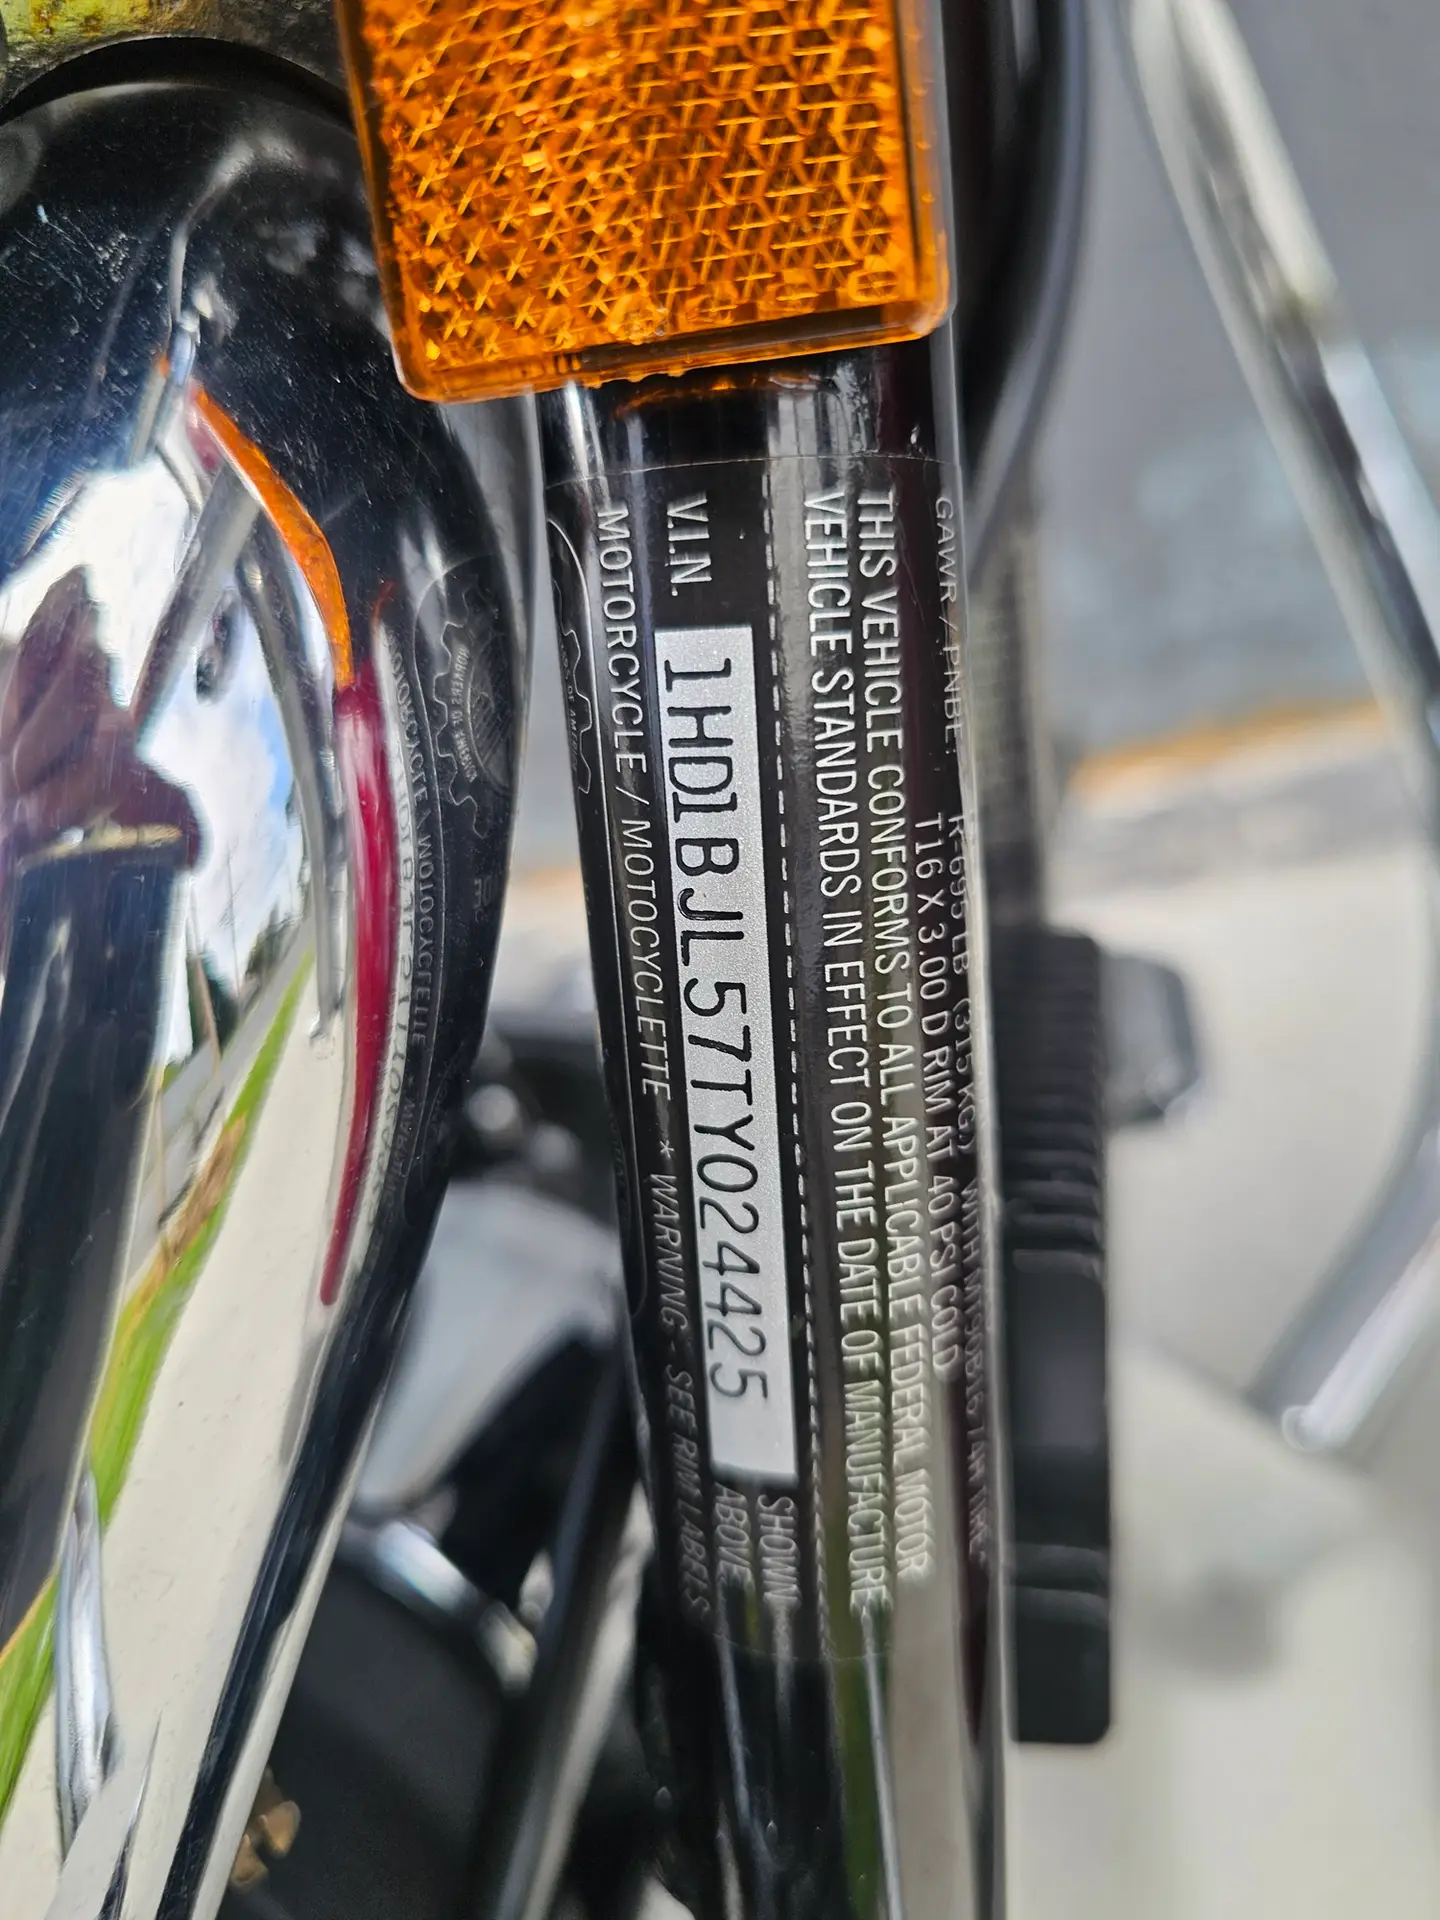 GAWR / PNBE: R-695 LB (315 KG) WITH
T16 X 3.00 D RIM AT 40 PSI COLD
THIS VEHICLE CONFORMS TO ALL APPLICABLE FEDERAL MOTOR
VEHICLE STANDARDS IN EFFECT ON THE DATE OF MANUFACTURE
SHOWN
ABOVE
V.I.N. 1HD1BJL57TY024425
MOTORCYCLE / MOTOCYCLETTE * WARNING - SEE RIM LABELS